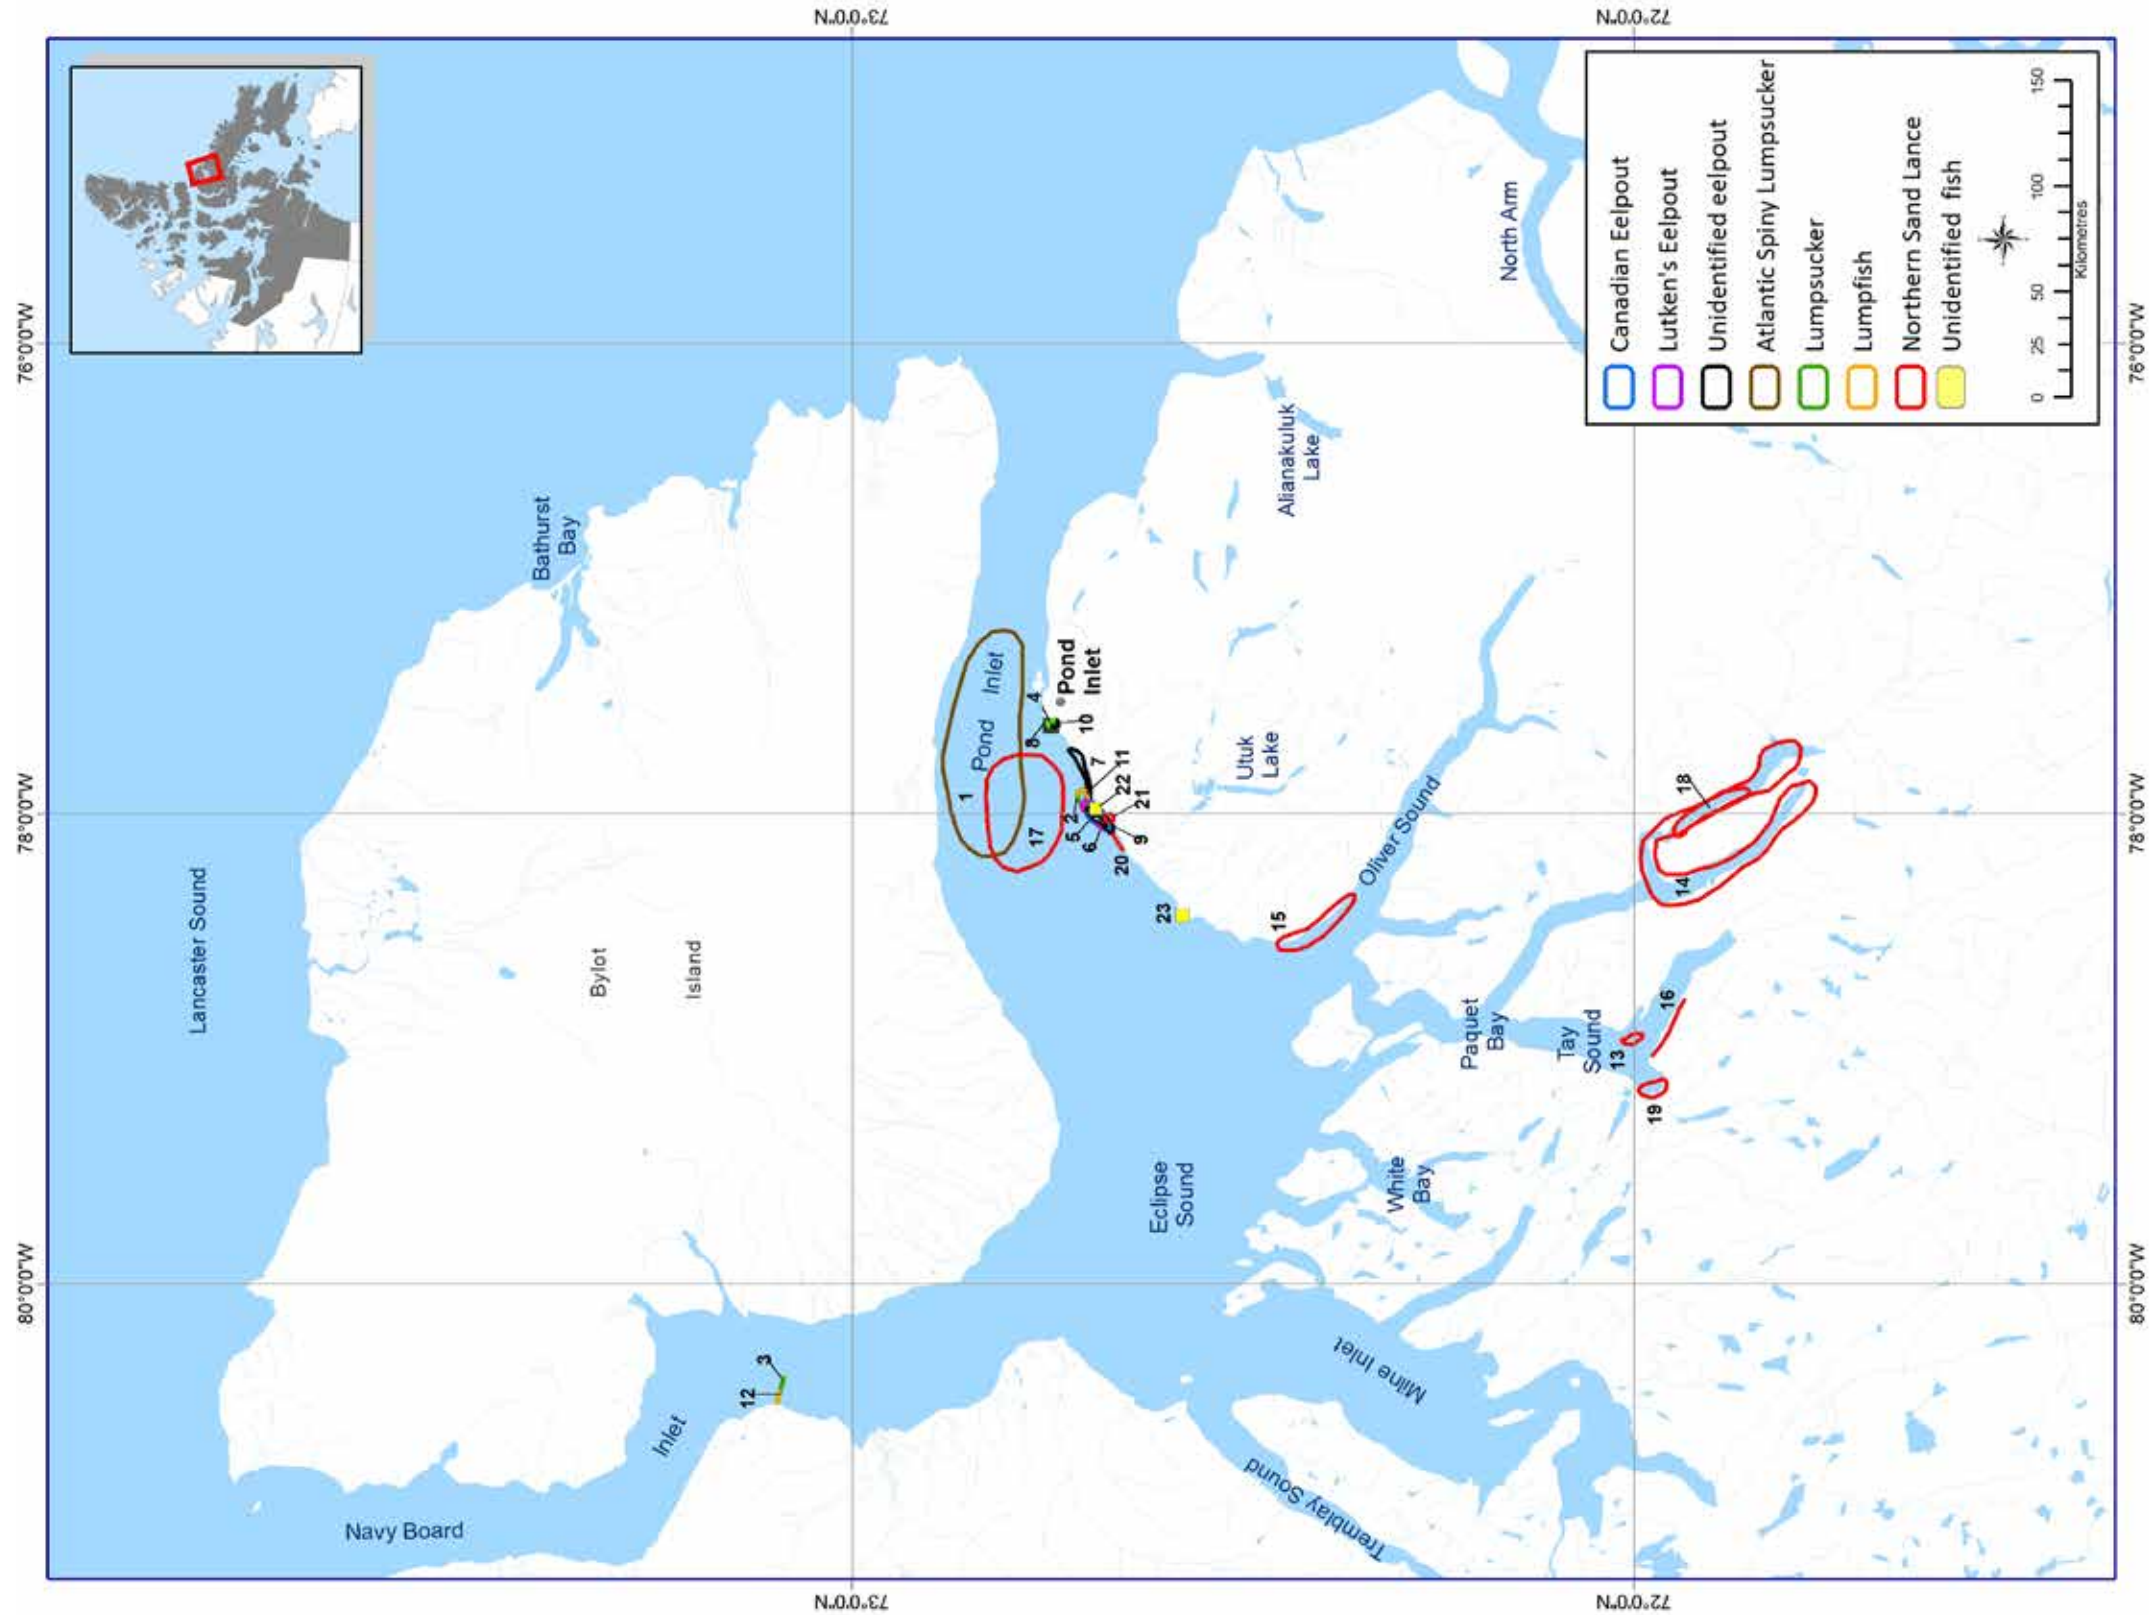 73°0'0"N
72°0'0"N
76°0'0"W
78°0'0"W
80°0'0"W
Lancaster Sound
Bathurst
Bay
Bylot
Island
Navy Board
Inlet
Pond Inlet
Pond
Inlet
Eclipse
Sound
Milne Inlet
Tremblay Sound
White
Bay
Paquet
Bay
Tay
Sound
Oliver Sound
Utuk
Lake
Alianakuluk
Lake
North Arm
1
17
2
5
6
20
9
21
22
11
7
8
4
10
23
15
18
14
16
13
19
12
3
Canadian Eelpout
Lutken's Eelpout
Unidentified eelpout
Atlantic Spiny Lumpsucker
Lumpsucker
Lumpfish
Northern Sand Lance
Unidentified fish
0 25 50 100 150
Kilometres
76°0'0"W
78°0'0"W
80°0'0"W
73°0'0"N
72°0'0"N